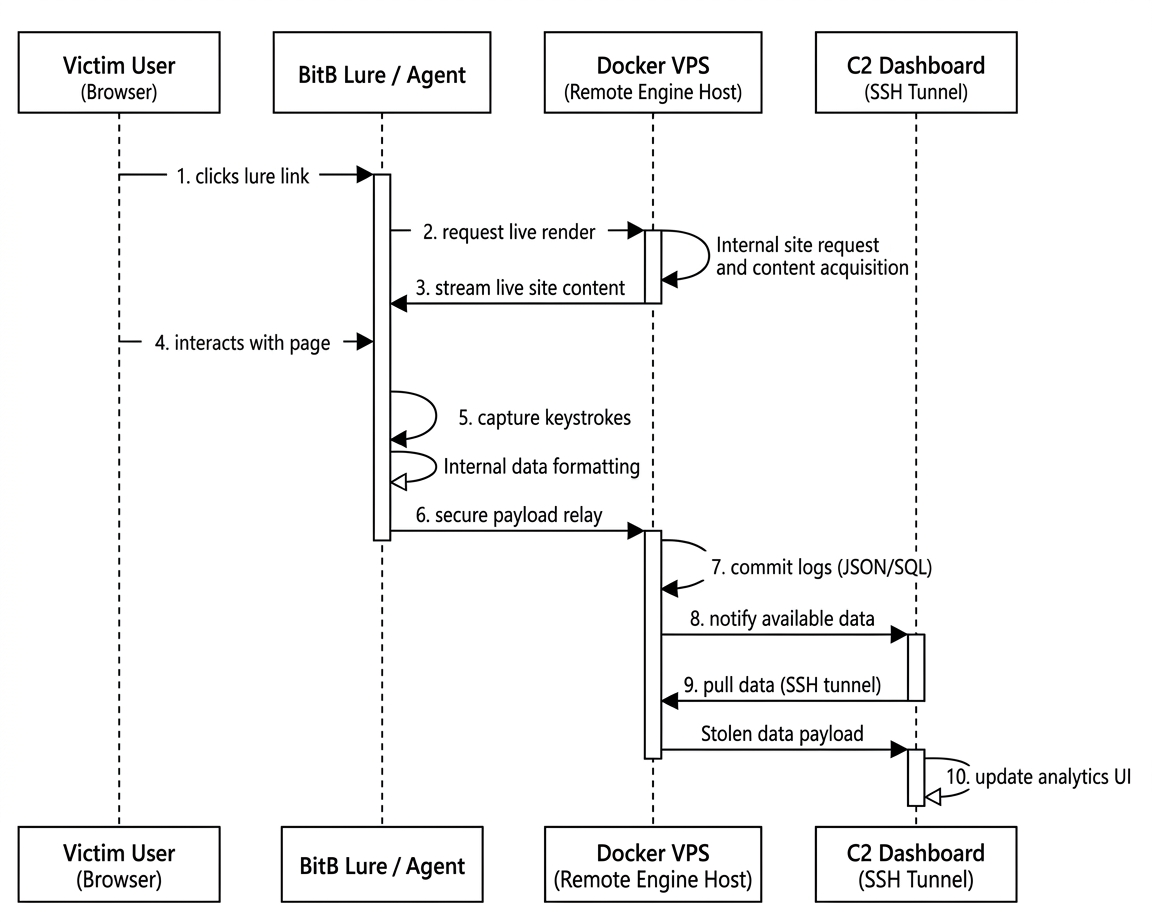 Victim User
(Browser)
BitB Lure / Agent
Docker VPS
(Remote Engine Host)
C2 Dashboard
(SSH Tunnel)
1. clicks lure link
2. request live render
Internal site request
and content acquisition
3. stream live site content
4. interacts with page
5. capture keystrokes
Internal data formatting
6. secure payload relay
7. commit logs (JSON/SQL)
8. notify available data
9. pull data (SSH tunnel)
Stolen data payload
10. update analytics UI
Victim User
(Browser)
BitB Lure / Agent
Docker VPS
(Remote Engine Host)
C2 Dashboard
(SSH Tunnel)